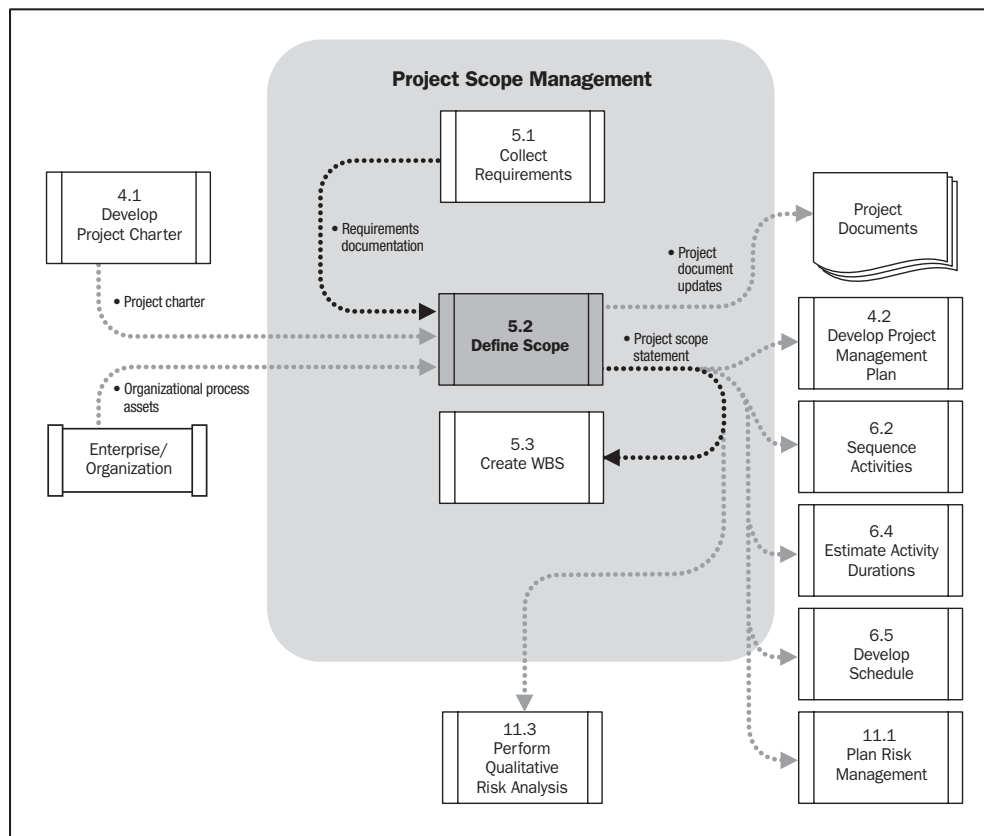 Project Scope Management
5.1
Collect
Requirements
4.1
Develop
Project Charter
• Requirements
documentation
• Project charter
• Project
document
updates
Project
Documents
5.2
Define Scope
• Project scope
statement
4.2
Develop Project
Management
Plan
• Organizational process
assets
Enterprise/
Organization
5.3
Create WBS
6.2
Sequence
Activities
6.4
Estimate Activity
Durations
6.5
Develop
Schedule
11.3
Perform
Qualitative
Risk Analysis
11.1
Plan Risk
Management